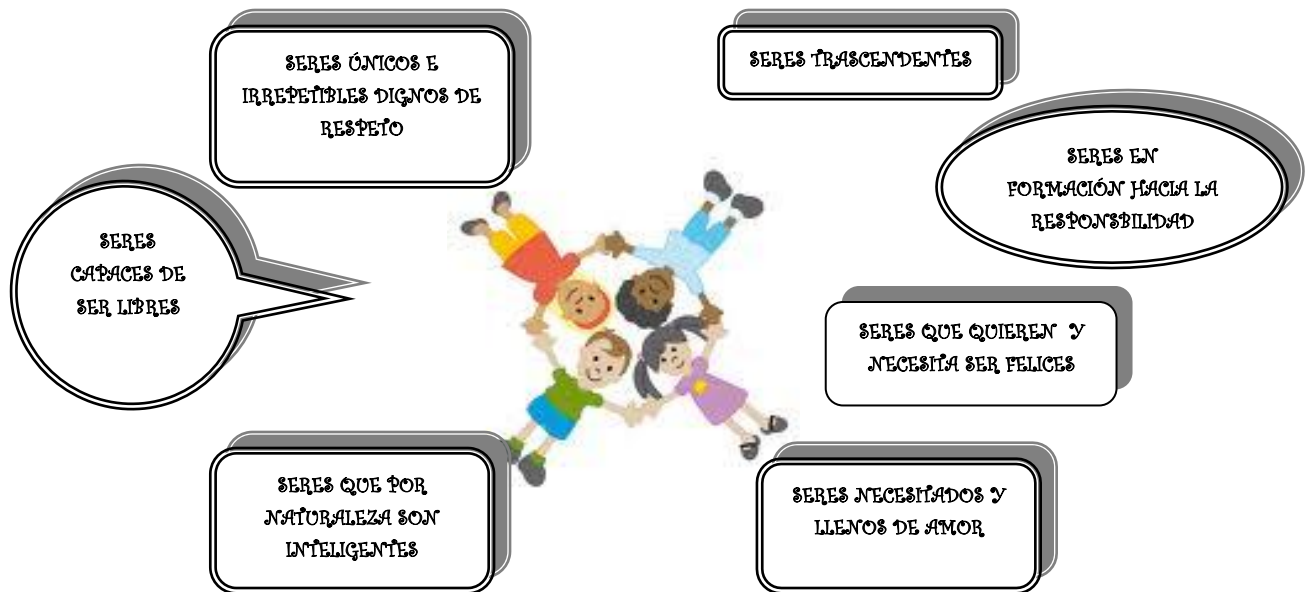 SERES ÚNICOS E
IRREPETIBLES DIGNOS DE
RESPETO
SERES TRASCENDENTES
SERES EN
FORMACIÓN HACIA LA
RESPONSBILIDAD
SERES
CAPACES DE
SER LIBRES
SERES QUE QUIEREN Y
NECESITA SER FELICES
SERES QUE POR
NATURALEZA SON
INTELIGENTES
SERES NECESITADOS Y
LLENOS DE AMOR